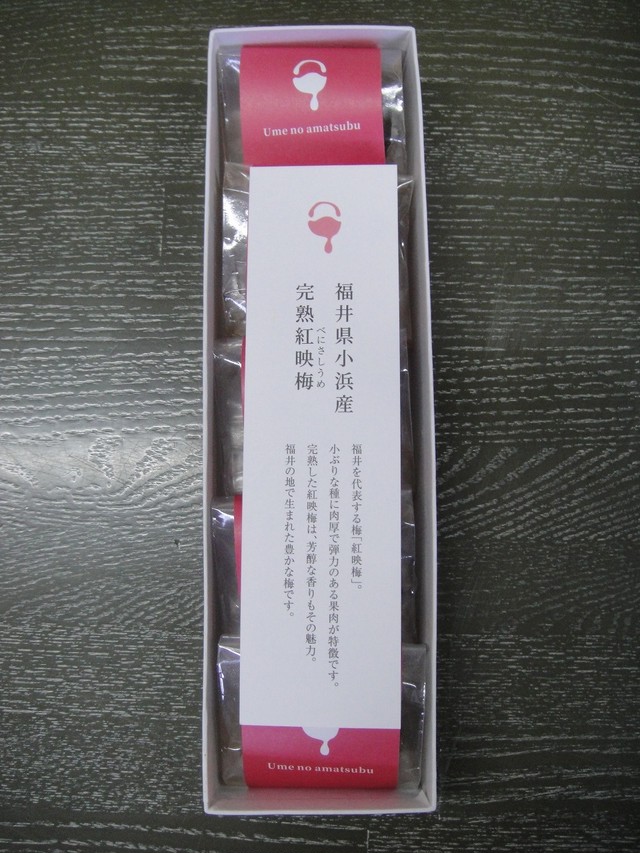 Ume no amatsubu
福井県小浜産
完熟紅映梅
べにさしうめ
福井を代表する梅「紅映梅」。
小ぶりな種に肉厚で弾力のある果肉が特徴です。
完熟した紅映梅は、芳醇な香りもその魅力。
福井の地で生まれた豊かな梅です。
Ume no amatsubu